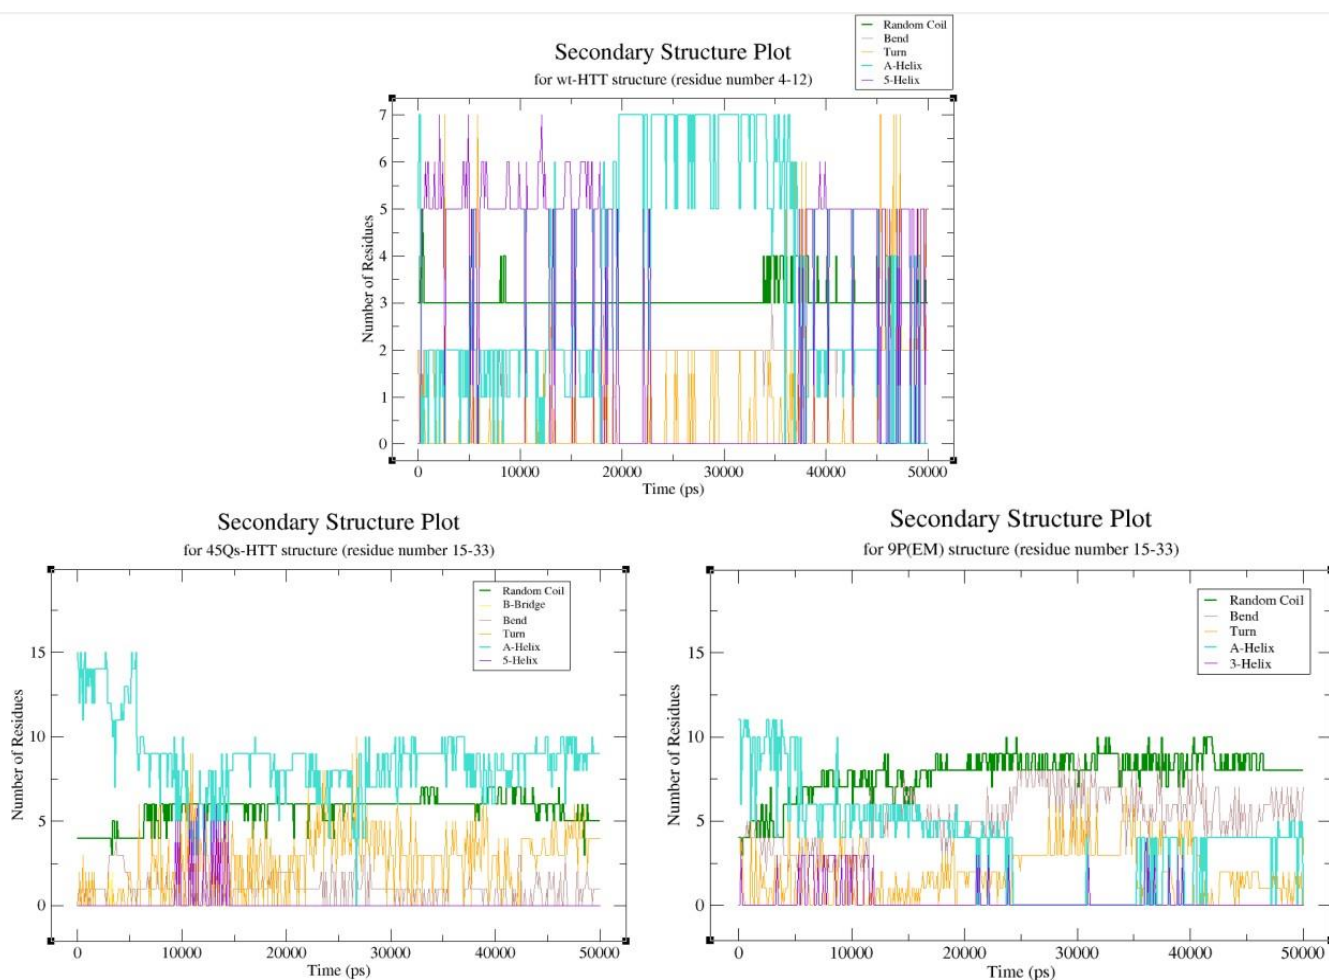 Random Coil
Bend
Turn
A-Helix
5-Helix
Secondary Structure Plot
for wt-HTT structure (residue number 4-12)
Number of Residues
7
6
5
4
3
2
1
0
0 10000 20000 30000 40000 50000
Time (ps)
Secondary Structure Plot
for 45Qs-HTT structure (residue number 15-33)
Random Coil
B-Bridge
Bend
Turn
A-Helix
5-Helix
Number of Residues
15
10
5
0
0 10000 20000 30000 40000 50000
Time (ps)
Secondary Structure Plot
for 9P(EM) structure (residue number 15-33)
Random Coil
Bend
Turn
A-Helix
3-Helix
Number of Residues
15
10
5
0
0 10000 20000 30000 40000 50000
Time (ps)